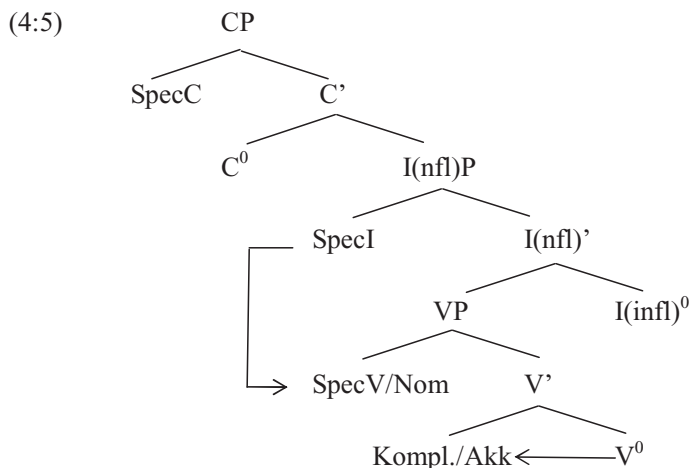 (4:5) CP
SpecC C’
C⁰ I(nfl)P
SpecI I(nfl)’
VP I(infl)⁰
SpecV/Nom V’
Kompl./Akk V⁰